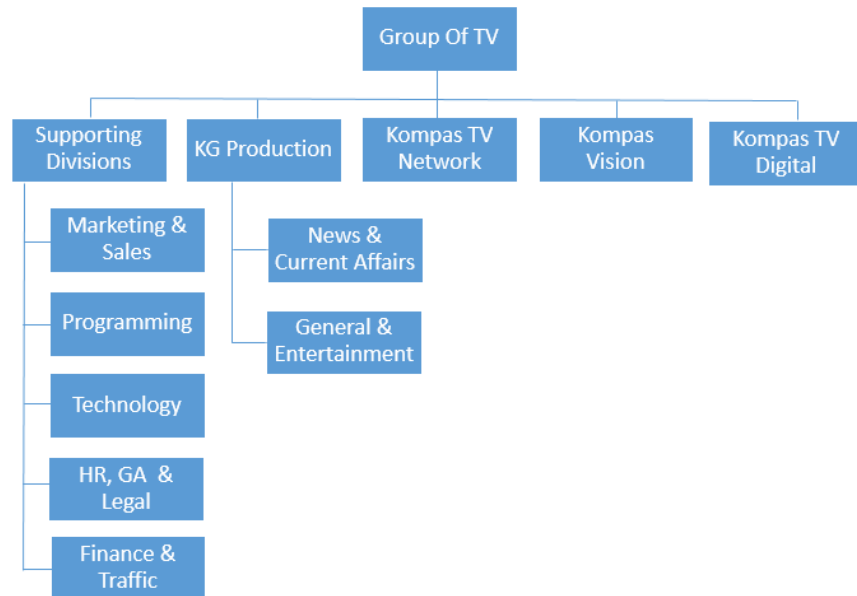 Group Of TV
Supporting
Divisions
KG Production
Kompas TV
Network
Kompas
Vision
Kompas TV
Digital
Marketing &
Sales
Programming
Technology
HR, GA & 
Legal
Finance &
Traffic
News &
Current Affairs
General &
Entertainment